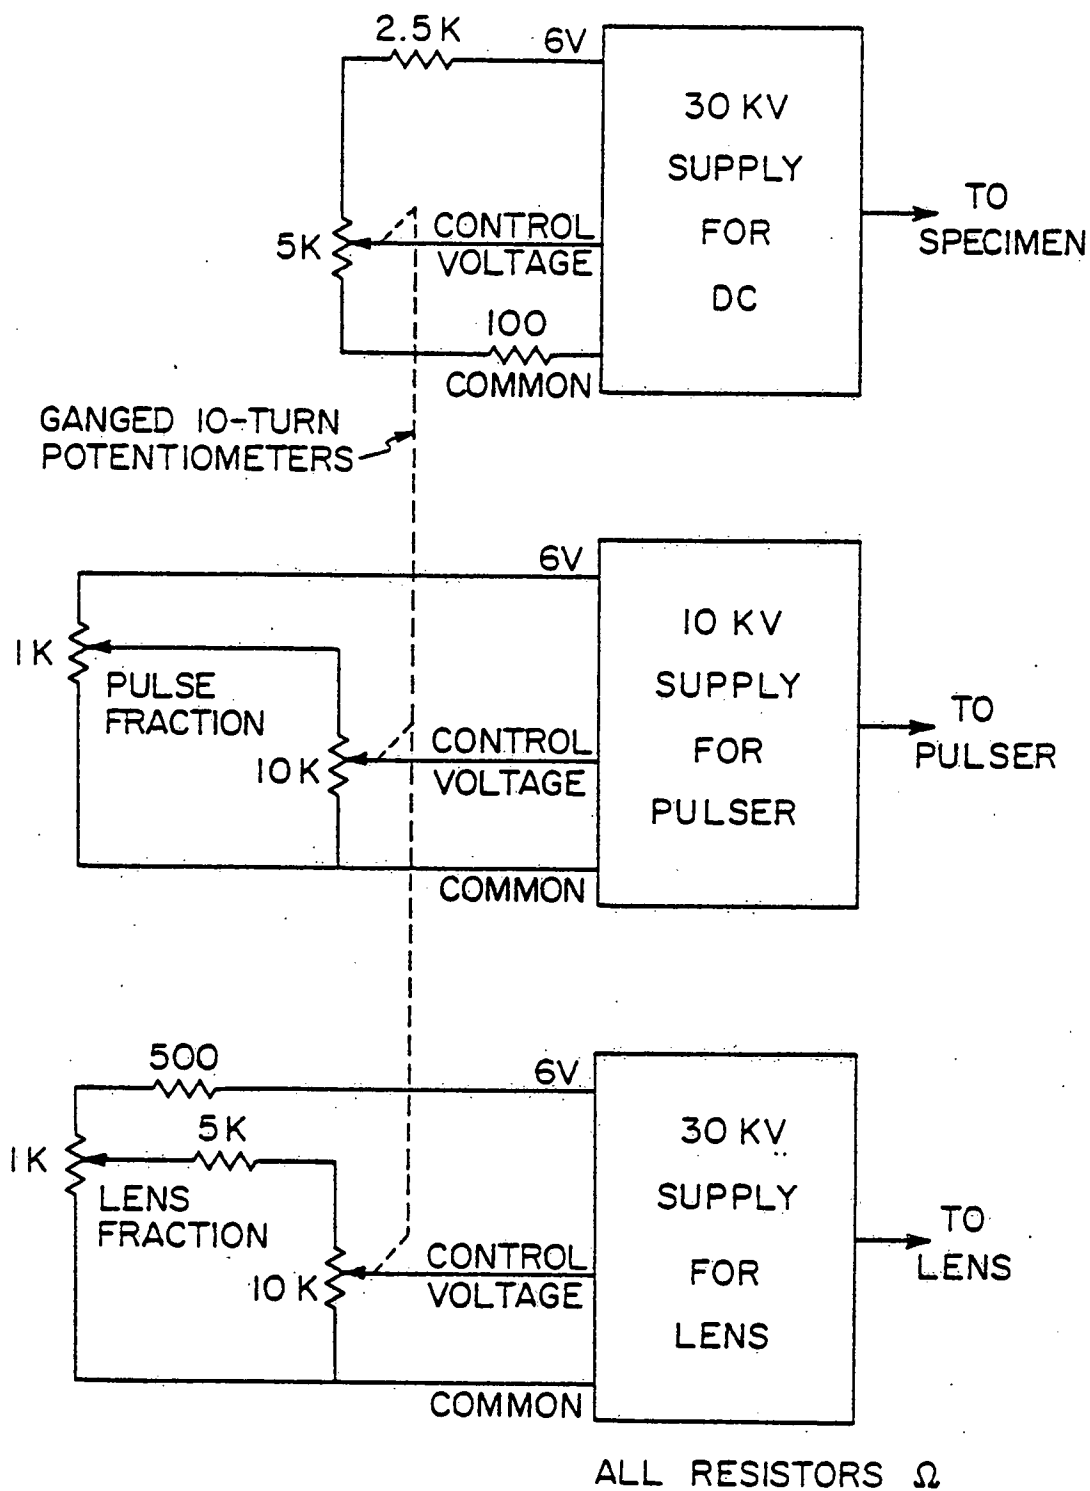 2.5K
6V
30 KV
SUPPLY
FOR
DC
TO
SPECIMEN
5K
CONTROL
VOLTAGE
100
COMMON
GANGED 10-TURN
POTENTIOMETERS
6V
10 KV
SUPPLY
FOR
PULSER
TO
PULSER
1K
PULSE
FRACTION
10K
CONTROL
VOLTAGE
COMMON
500
6V
5K
30 KV
SUPPLY
FOR
LENS
TO
LENS
1K
LENS
FRACTION
10K
CONTROL
VOLTAGE
COMMON
ALL RESISTORS Ω